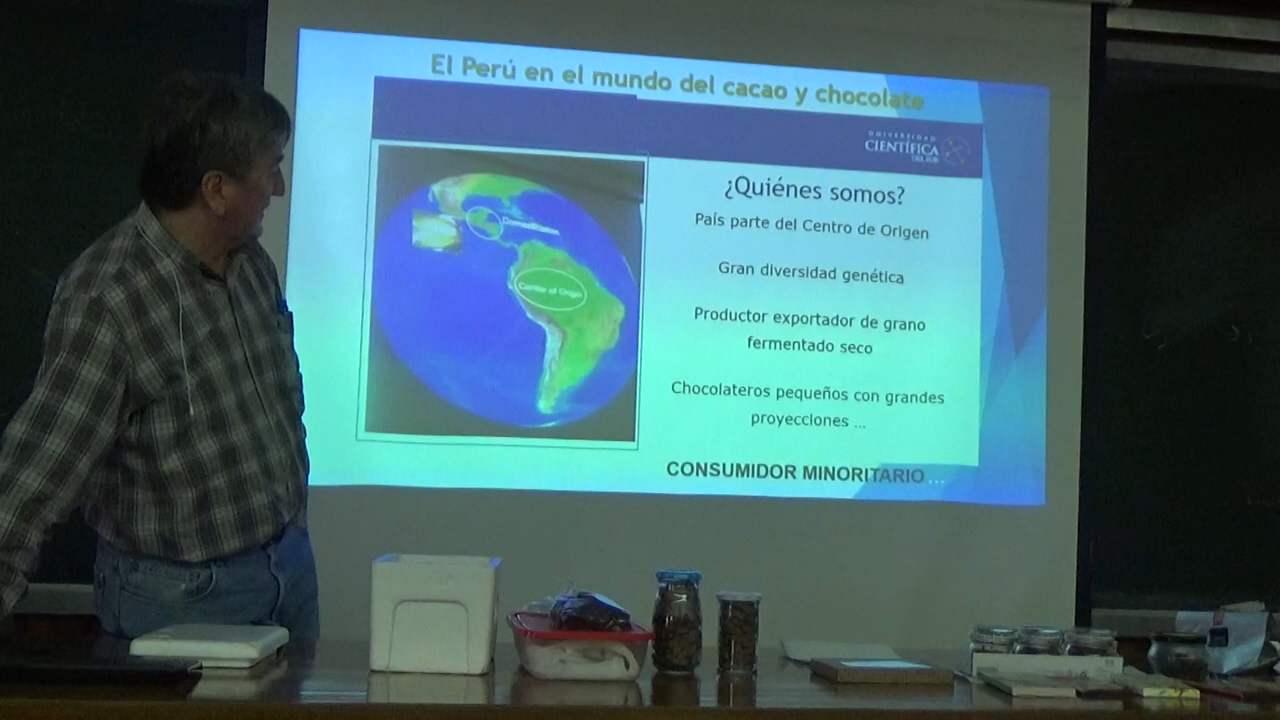 El Perú en el mundo del cacao y chocolate
UNIVERSIDAD
CIENTÍFICA
DEL SUR
¿Quiénes somos?
País parte del Centro de Origen
Gran diversidad genética
Productor exportador de grano
fermentado seco
Chocolateros pequeños con grandes
proyecciones ...
CONSUMIDOR MINORITARIO ...
Center of Origin